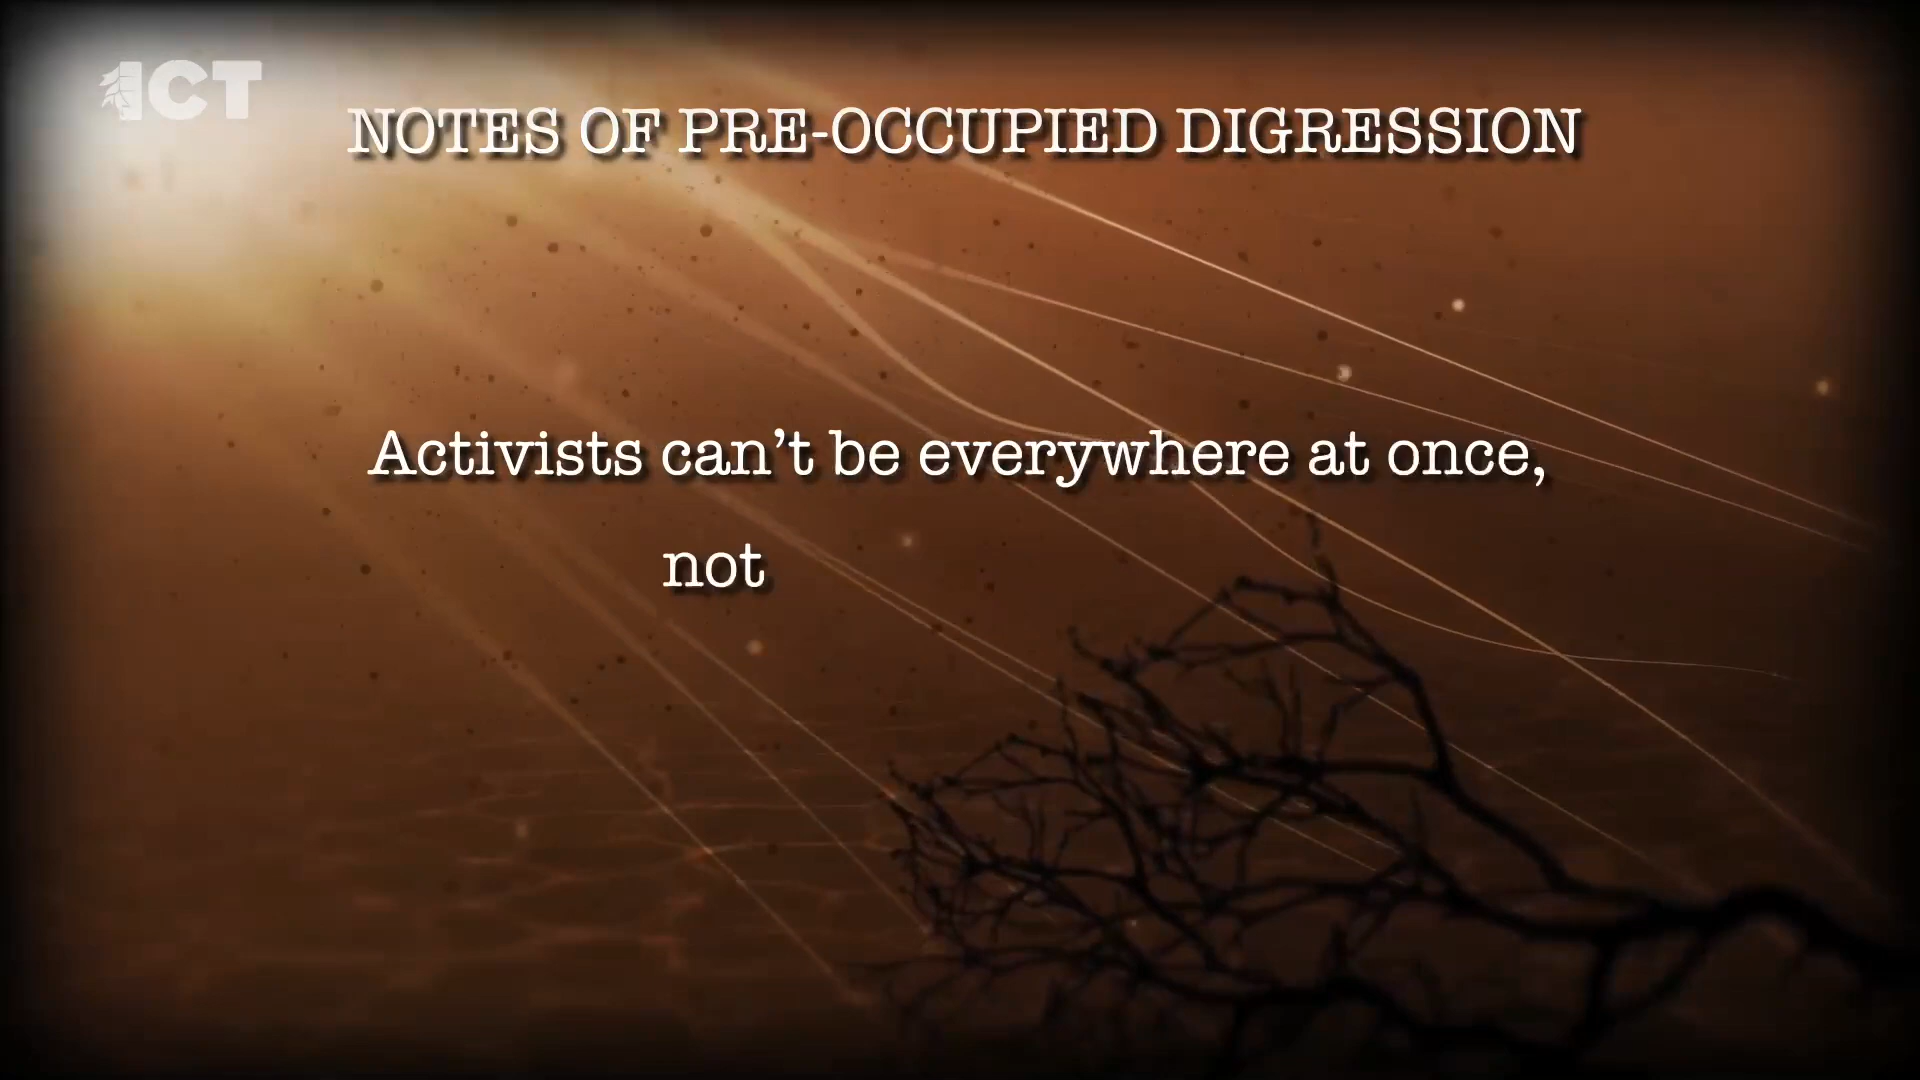 ICT
NOTES OF PRE-OCCUPIED DIGRESSION
Activists can’t be everywhere at once,
not